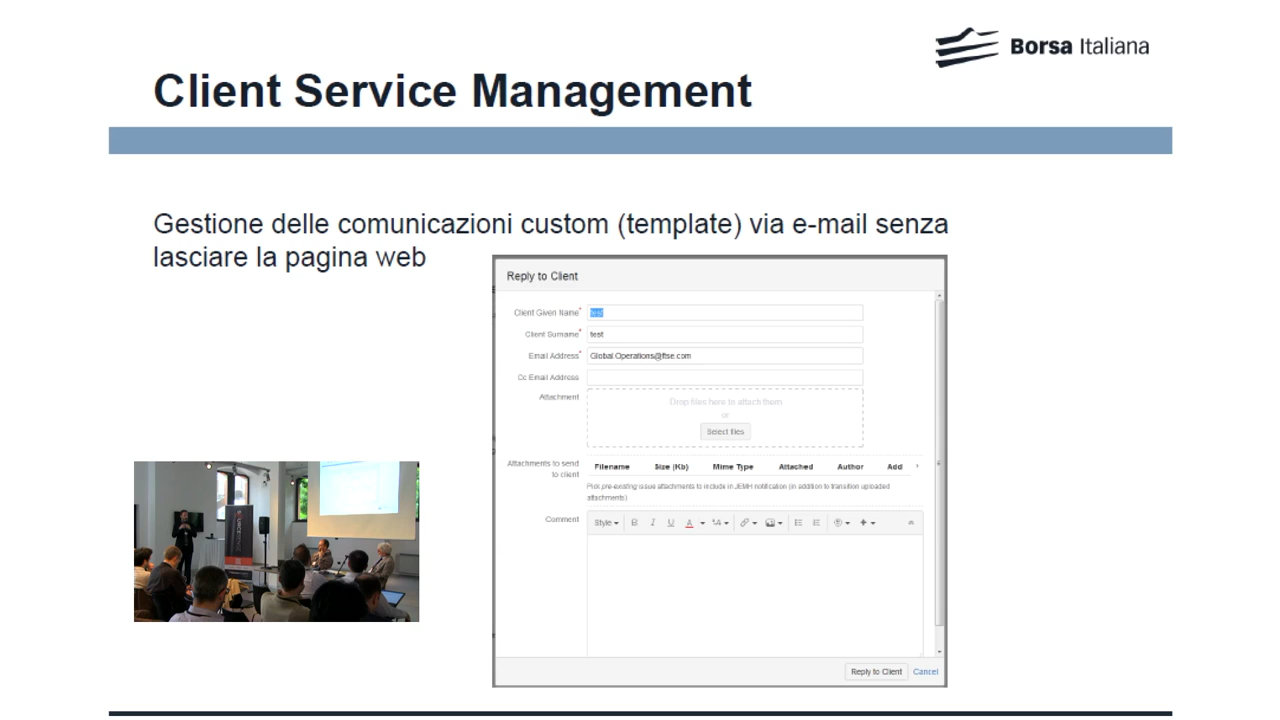 Borsa Italiana
Client Service Management
Gestione delle comunicazioni custom (template) via e-mail senza
lasciare la pagina web
Reply to Client
Client Given Name*
test
Client Surname*
test
Email Address*
Global.Operations@ftse.com
Cc Email Address
Attachment
Drop files here to attach them
or
Select files
Attachments to send
to client
Filename Size (Kb) Mime Type Attached Author Add
Pick pre-existing issue attachments to include in JEMH notification (in addition to transition uploaded
attachments)
Comment
Style B I U A
Reply to Client Cancel